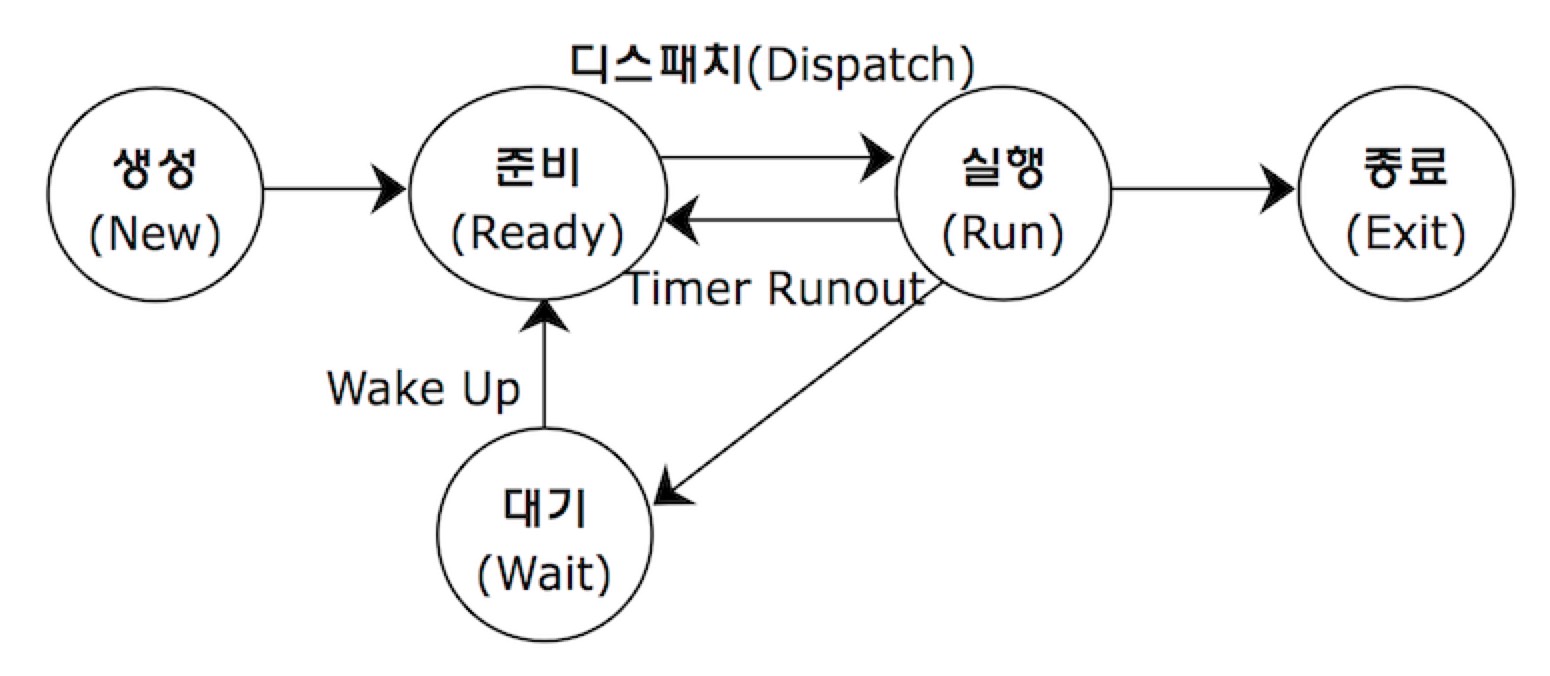 디스패치(Dispatch)
생성
(New)
준비
(Ready)
실행
(Run)
종료
(Exit)
Timer Runout
Wake Up
대기
(Wait)